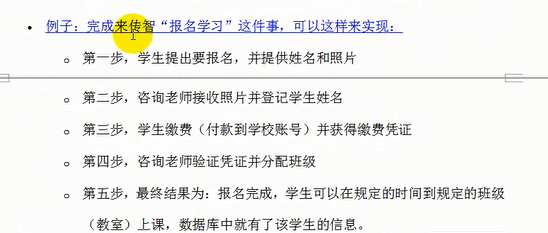 例子：完成来传智“报名学习”这件事，可以这样来实现：
第一步，学生提出要报名，并提供姓名和照片
第二步，咨询老师接收照片并登记学生姓名
第三步，学生缴费（付款到学校账号）并获得缴费凭证
第四步，咨询老师验证凭证并分配班级
第五步，最终结果为：报名完成，学生可以在规定的时间到规定的班级
（教室）上课，数据库中就有了该学生的信息。